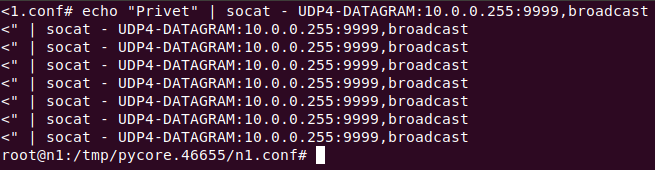 <1.conf# echo "Privet" | socat - UDP4-DATAGRAM:10.0.0.255:9999,broadcast
<" | socat - UDP4-DATAGRAM:10.0.0.255:9999,broadcast
<" | socat - UDP4-DATAGRAM:10.0.0.255:9999,broadcast
<" | socat - UDP4-DATAGRAM:10.0.0.255:9999,broadcast
<" | socat - UDP4-DATAGRAM:10.0.0.255:9999,broadcast
<" | socat - UDP4-DATAGRAM:10.0.0.255:9999,broadcast
<" | socat - UDP4-DATAGRAM:10.0.0.255:9999,broadcast
<" | socat - UDP4-DATAGRAM:10.0.0.255:9999,broadcast
root@n1:/tmp/pycore.46655/n1.conf#